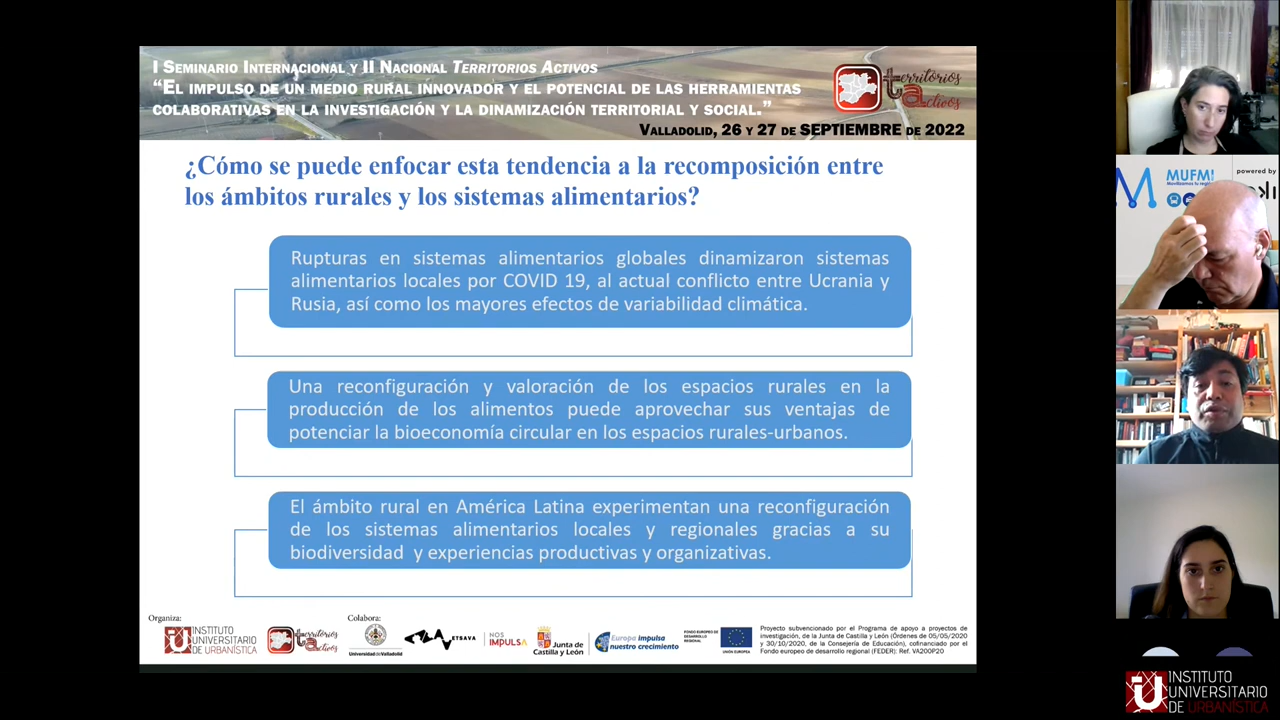 I Seminario Internacional y II Nacional Territorios Activos
“El impulso de un medio rural innovador y el potencial de las herramientas
colaborativas en la investigación y la dinamización territorial y social.”
Valladolid, 26 y 27 de SEPTIEMBRE de 2022
territorios
activos
¿Cómo se puede enfocar esta tendencia a la recomposición entre
los ámbitos rurales y los sistemas alimentarios?
Rupturas en sistemas alimentarios globales dinamizaron sistemas
alimentarios locales por COVID 19, al actual conflicto entre Ucrania y
Rusia, así como los mayores efectos de variabilidad climática.
Una reconfiguración y valoración de los espacios rurales en la
producción de los alimentos puede aprovechar sus ventajas de
potenciar la bioeconomía circular en los espacios rurales-urbanos.
El ámbito rural en América Latina experimentan una reconfiguración
de los sistemas alimentarios locales y regionales gracias a su
biodiversidad y experiencias productivas y organizativas.
Organiza:
INSTITUTO
UNIVERSITARIO
DE URBANÍSTICA
territorios
activos
Colabora:
Universidad de Valladolid
ETSAVA
NOS
IMPULSA
Junta de
Castilla y León
Europa impulsa
nuestro crecimiento
FONDO EUROPEO DE
DESARROLLO
REGIONAL
UNIÓN EUROPEA
Proyecto subvencionado por el Programa de apoyo a proyectos de
investigación, de la Junta de Castilla y León (Órdenes de 05/05/2020
y 30/10/2020, de la Consejería de Educación), cofinanciado por el
Fondo europeo de desarrollo regional (FEDER): Ref. VA200P20
MUFMI
powered by
INSTITUTO
UNIVERSITARIO
DE URBANÍSTICA